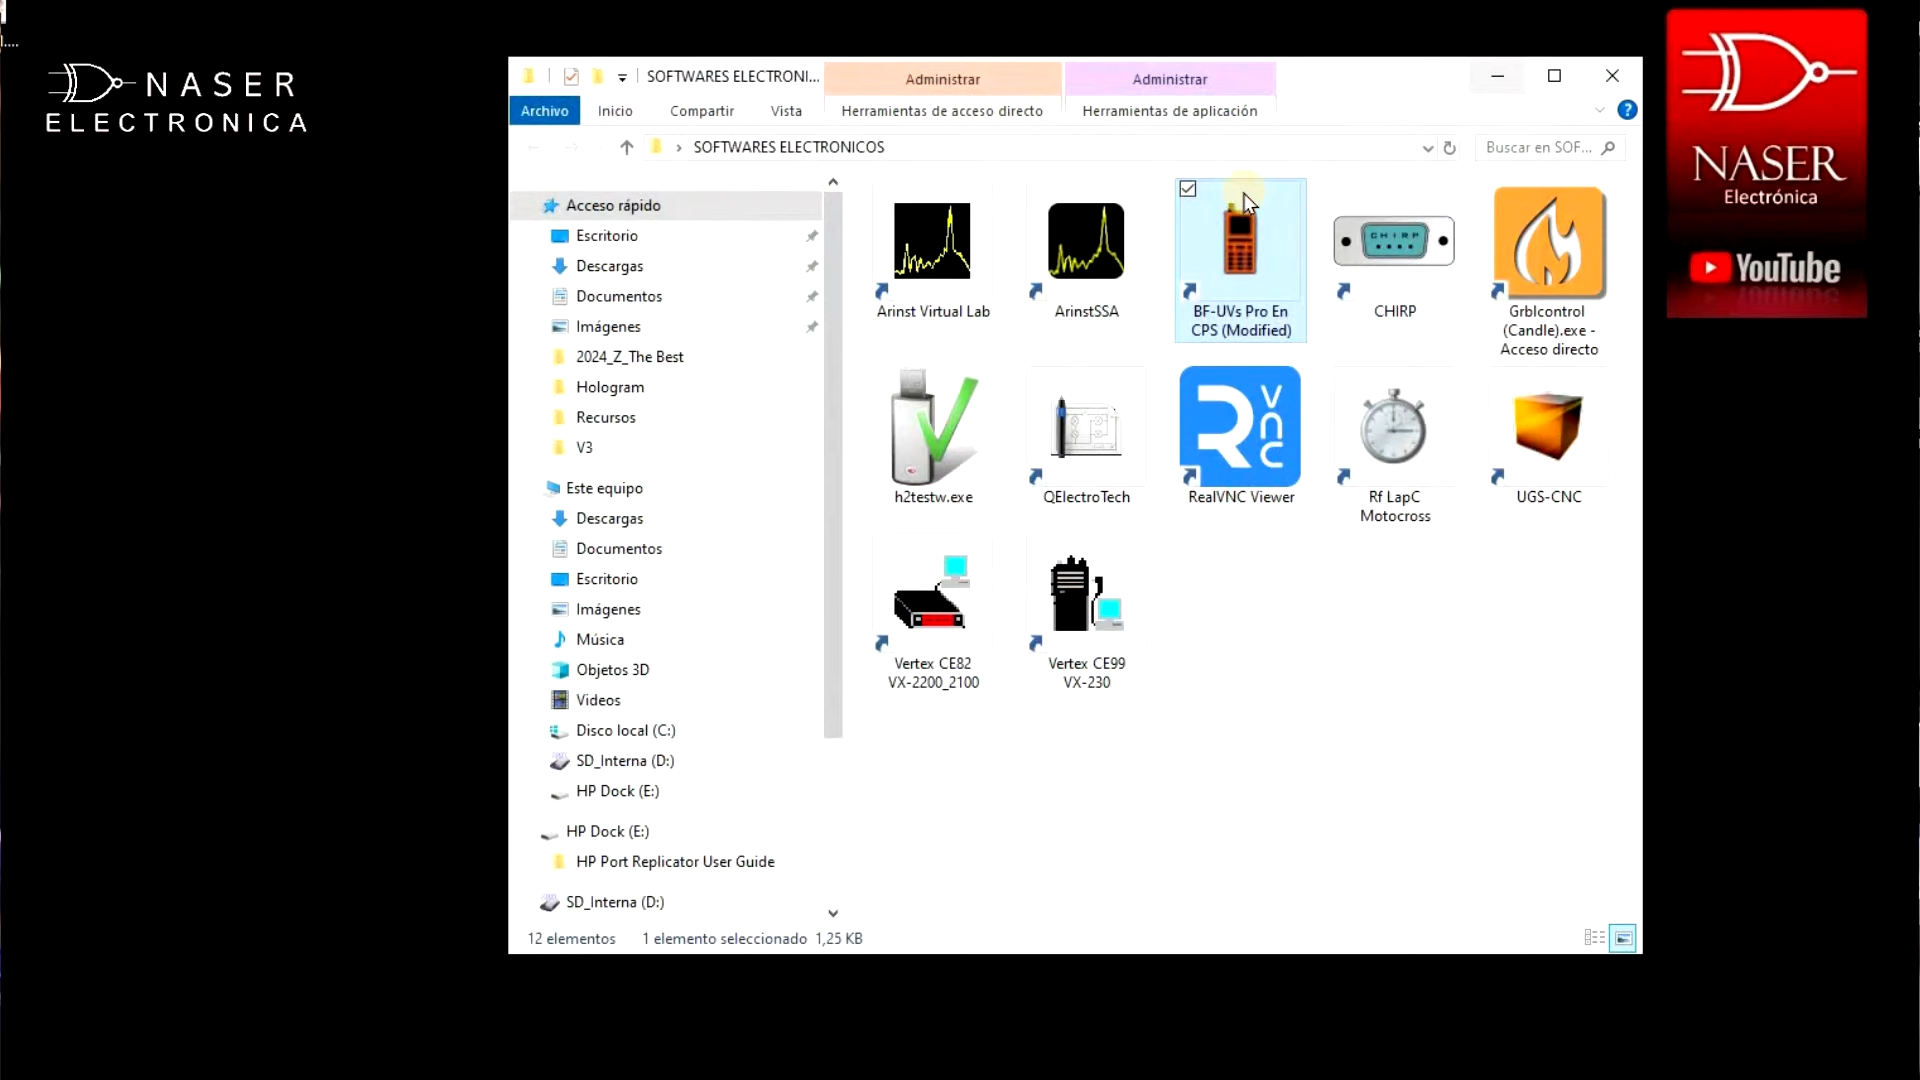 NASER
ELECTRONICA
SOFTWARES ELECTRONI...
Administrar
Administrar
Archivo
Inicio
Compartir
Vista
Herramientas de acceso directo
Herramientas de aplicación
SOFTWARES ELECTRONICOS
Buscar en SOF...
NASER
Electrónica
YouTube
Acceso rápido
Escritorio
Descargas
Documentos
Imágenes
2024_Z_The Best
Hologram
Recursos
V3
Este equipo
Descargas
Documentos
Escritorio
Imágenes
Música
Objetos 3D
Videos
Disco local (C:)
SD_Interna (D:)
HP Dock (E:)
HP Dock (E:)
HP Port Replicator User Guide
SD_Interna (D:)
Arinst Virtual Lab
ArinstSSA
BF-UVs Pro En
CPS (Modified)
CHIRP
CHIRP
Grblcontrol
(Candle).exe -
Acceso directo
h2testw.exe
QElectroTech
R VNC
RealVNC Viewer
Rf LapC
Motocross
UGS-CNC
Vertex CE82
VX-2200_2100
Vertex CE99
VX-230
12 elementos
1 elemento seleccionado 1,25 KB